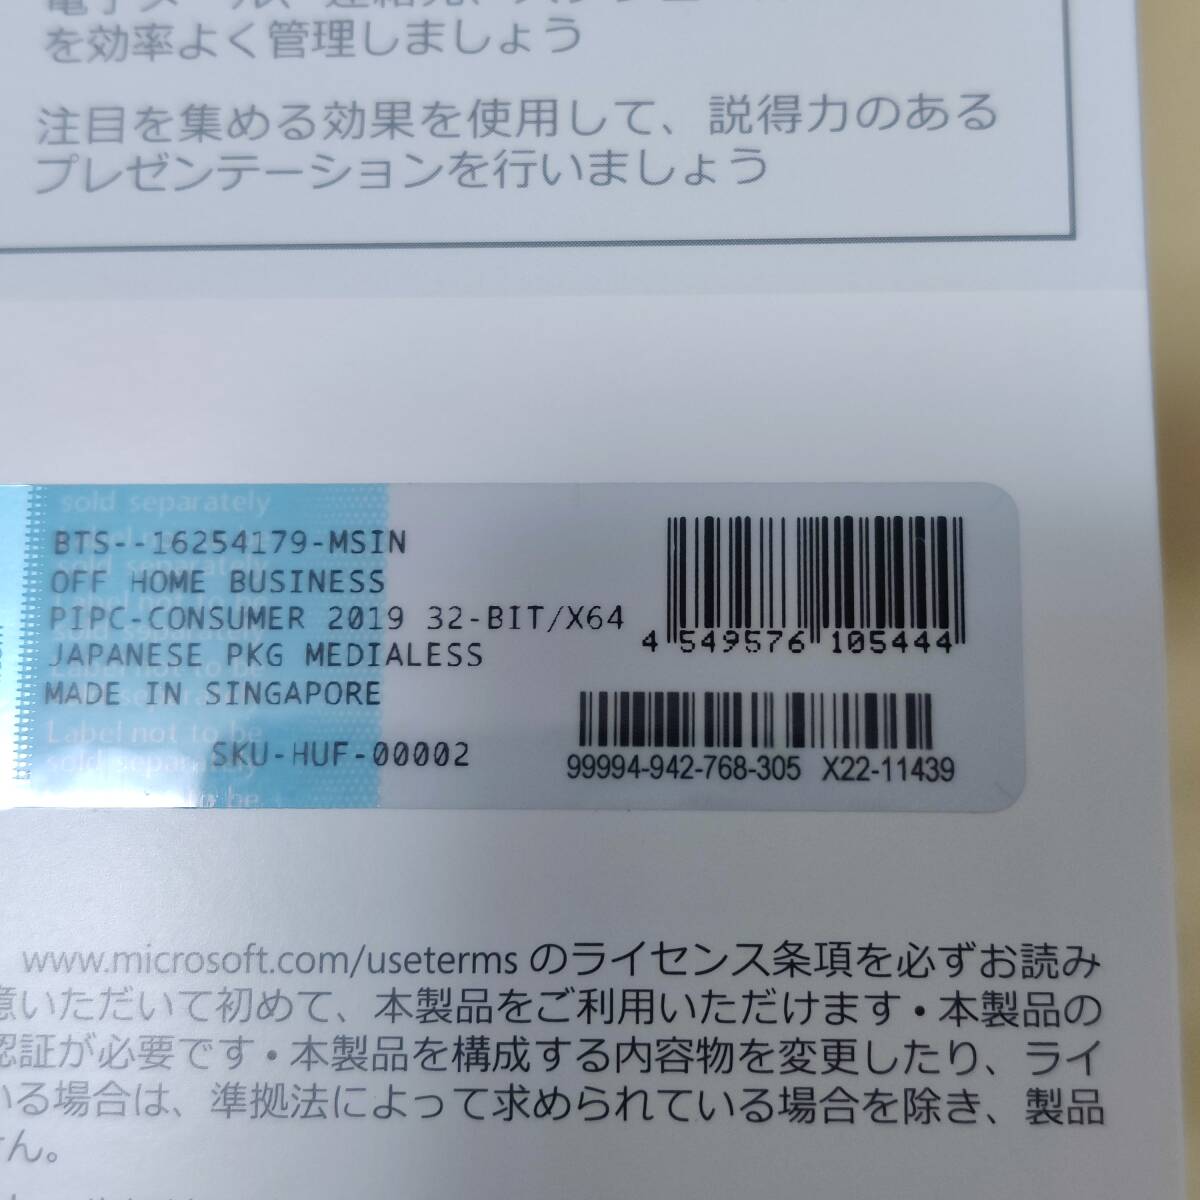 を効率よく管理しましょう
注目を集める効果を使用して、説得力のある
プレゼンテーションを行いましょう
sold separately
BTS--16254179-MSIN
OFF HOME BUSINESS
PIPC-CONSUMER 2019 32-BIT/X64
JAPANESE PKG MEDIALESS
MADE IN SINGAPORE
Label not to be
sold separately
SKU-HUF-00002
4 549576 105444
99994-942-768-305 X22-11439
www.microsoft.com/useterms のライセンス条項を必ずお読み
意いただいて初めて、本製品をご利用いただけます・本製品の
認証が必要です・本製品を構成する内容物を変更したり、ライ
いる場合は、準拠法によって求められている場合を除き、製品
せん。